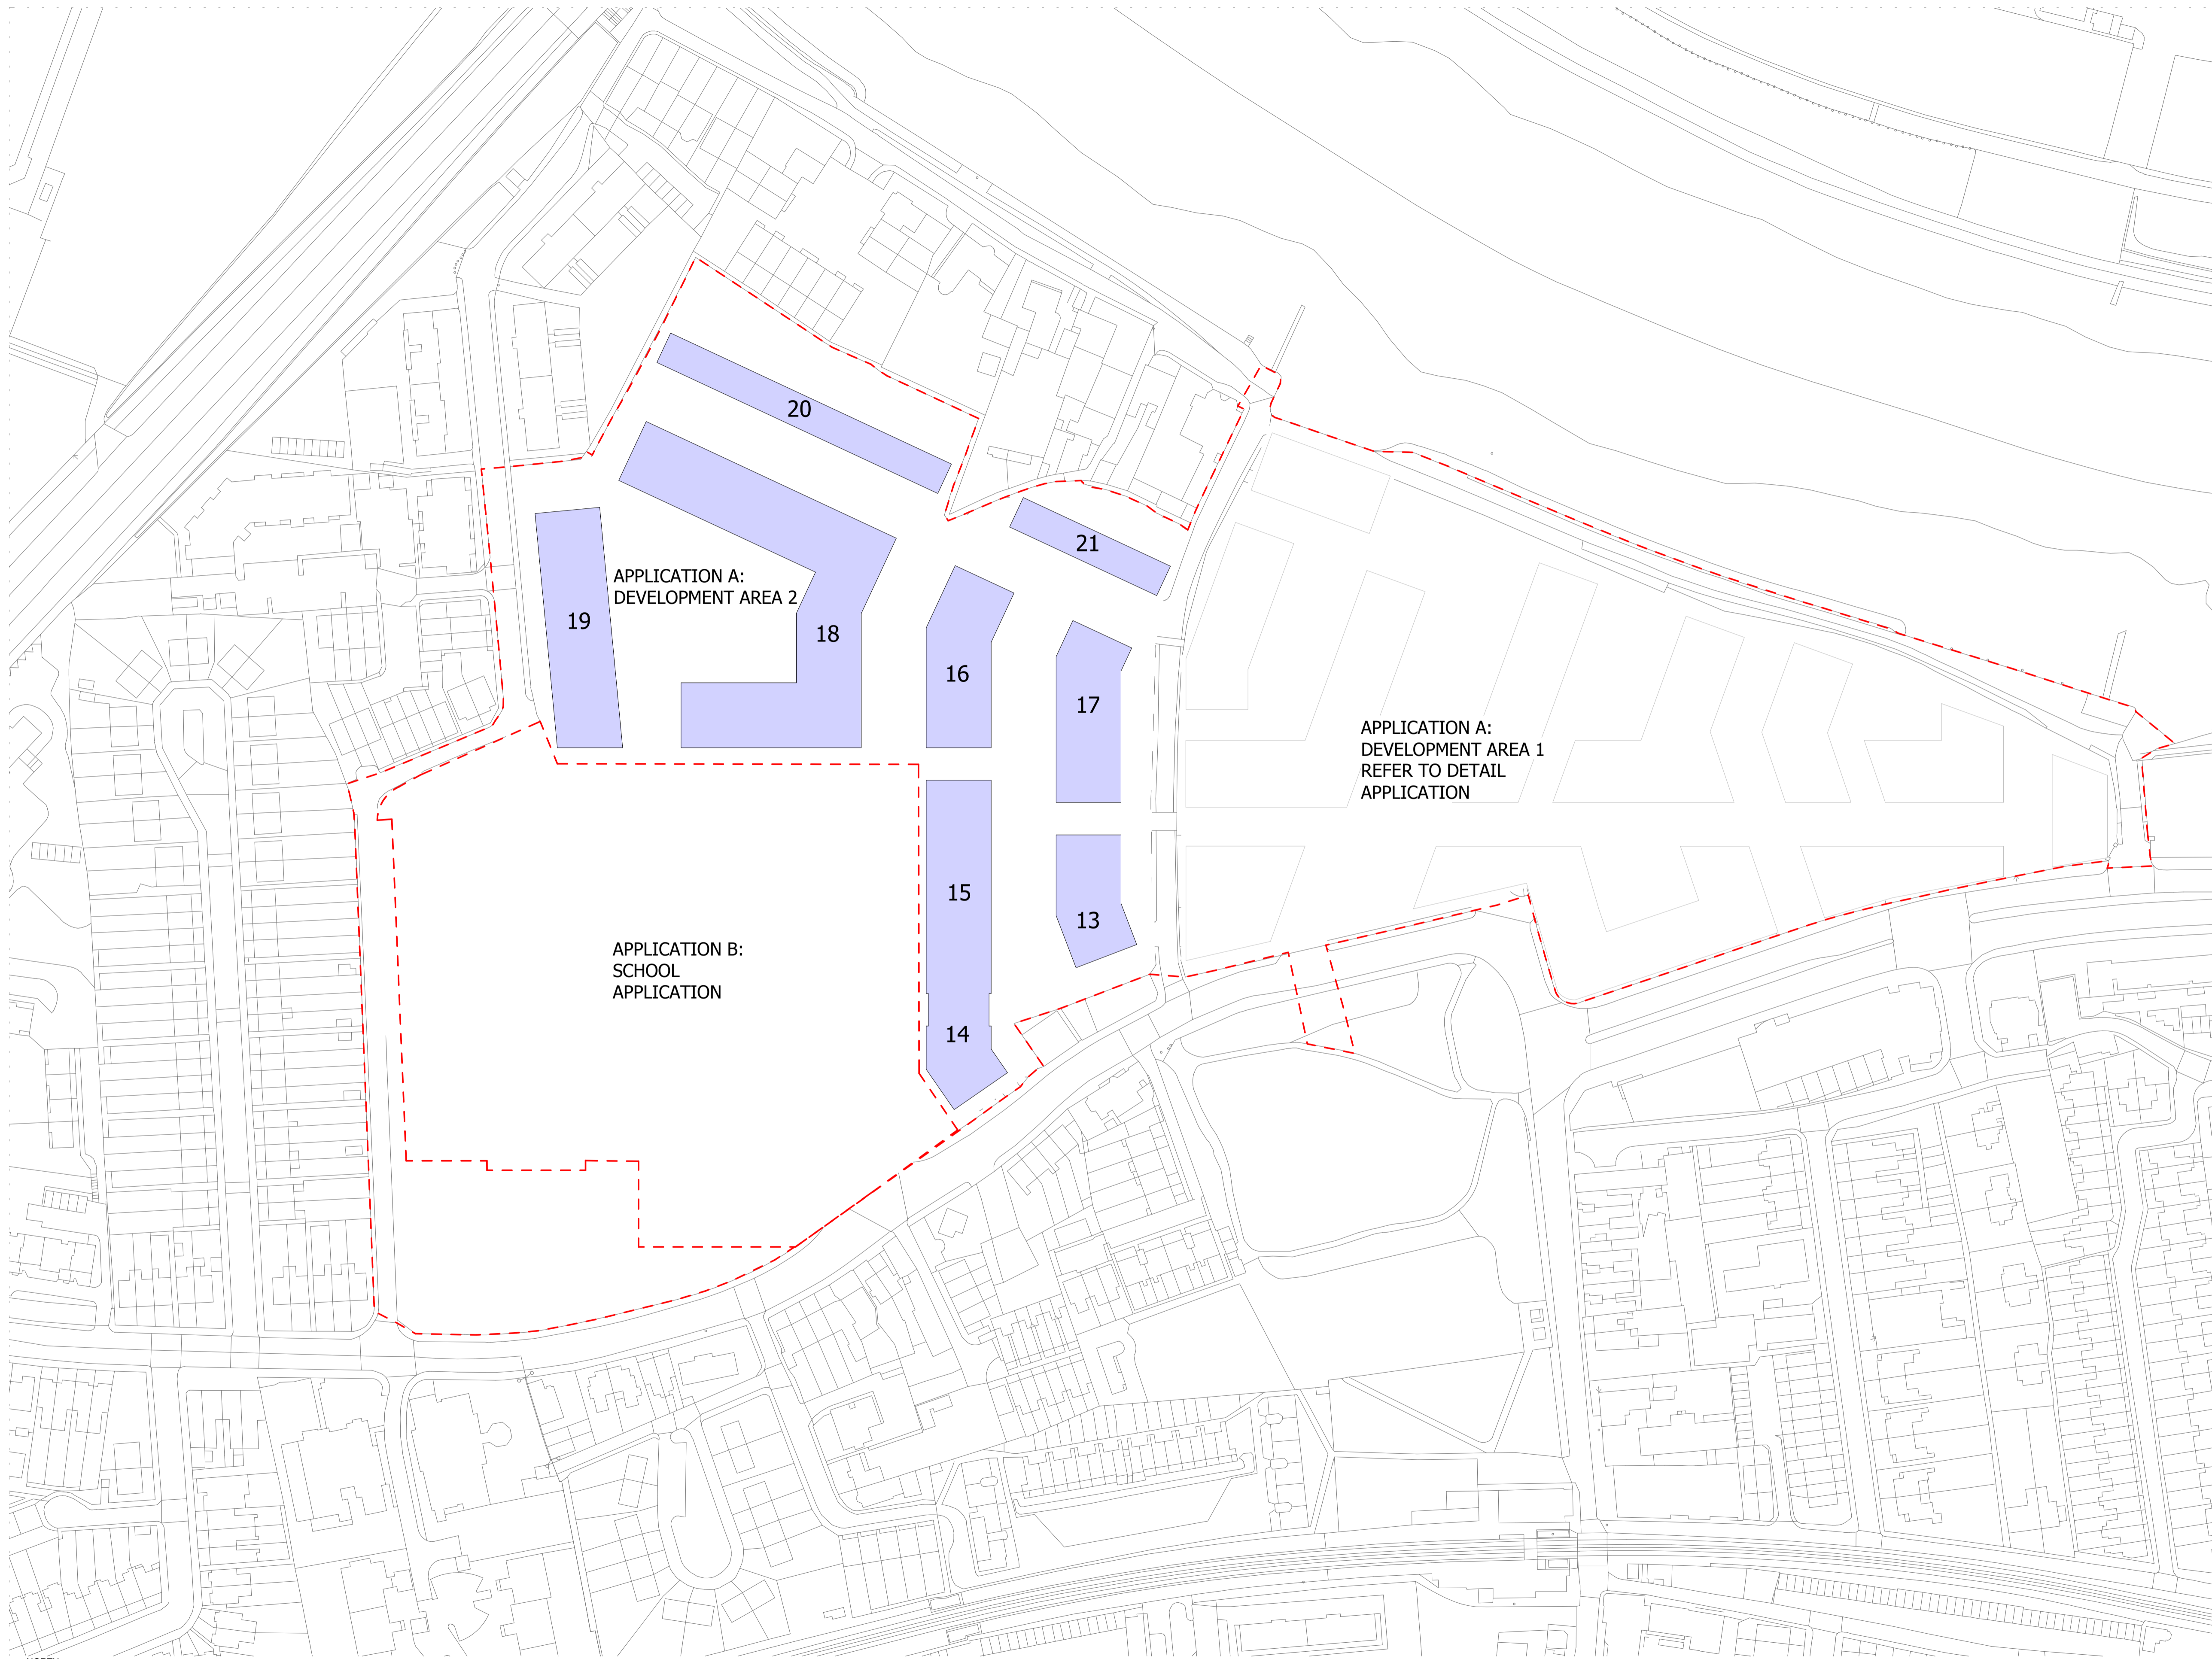 20
21
APPLICATION A:
DEVELOPMENT AREA 2
19
18
16
17
APPLICATION A:
DEVELOPMENT AREA 1
REFER TO DETAIL
APPLICATION
15
13
APPLICATION B:
SCHOOL
APPLICATION
14